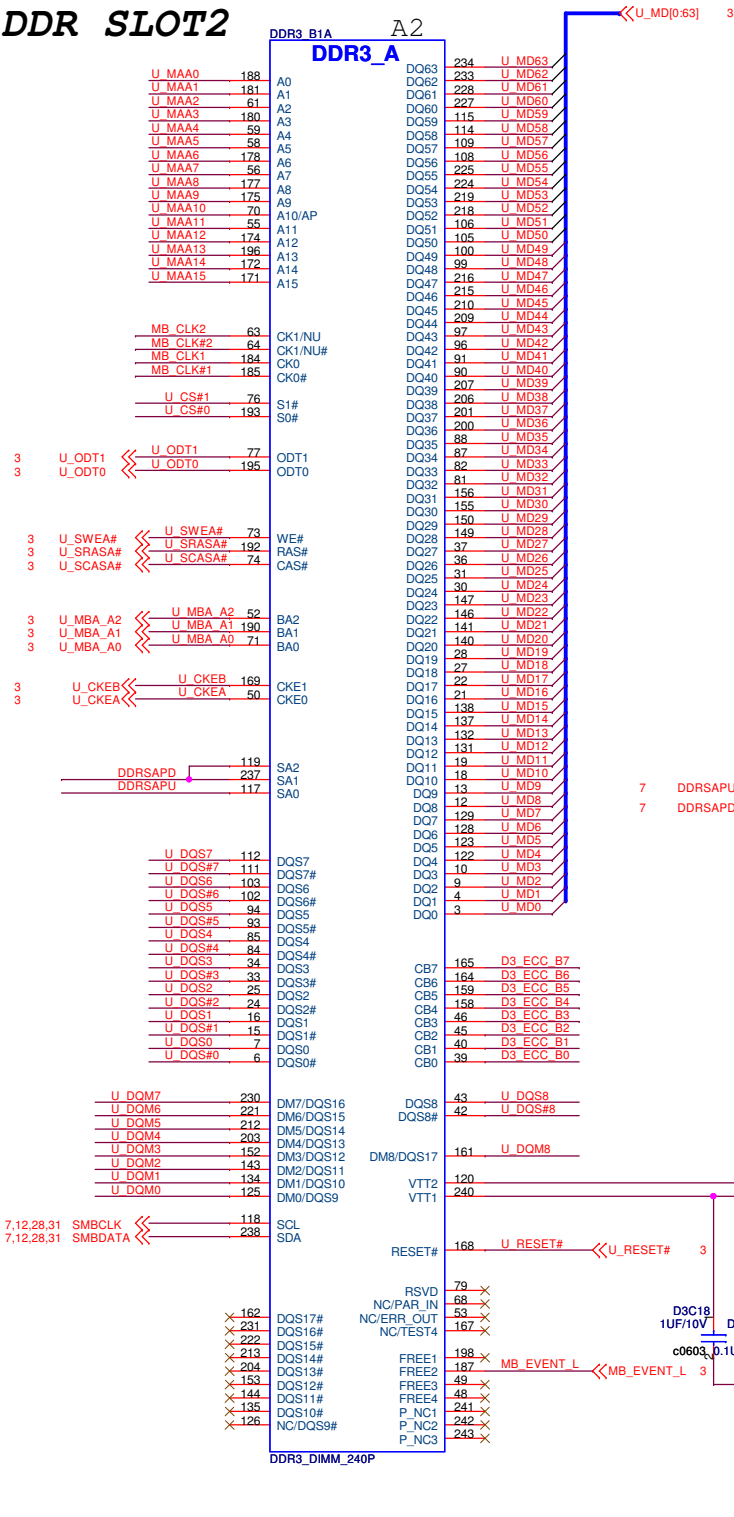 DDR SLOT2
DDR3_B1A A2
DDR3_A
U_MD[0:63] 3
U_MAA0 188 A0
U_MAA1 181 A1
U_MAA2 61 A2
U_MAA3 180 A3
U_MAA4 59 A4
U_MAA5 58 A5
U_MAA6 178 A6
U_MAA7 56 A7
U_MAA8 177 A8
U_MAA9 175 A9
U_MAA10 70 A10/AP
U_MAA11 55 A11
U_MAA12 174 A12
U_MAA13 196 A13
U_MAA14 172 A14
U_MAA15 171 A15
MB_CLK2 63 CK1/NU
MB_CLK#2 64 CK1/NU#
MB_CLK1 184 CK0
MB_CLK#1 185 CK0#
U_CS#1 76 S1#
U_CS#0 193 S0#
3 U_ODT1 U_ODT1 77 ODT1
3 U_ODT0 U_ODT0 195 ODT0
3 U_SWEA# U_SWEA# 73 WE#
3 U_SRASA# U_SRASA# 192 RAS#
3 U_SCASA# U_SCASA# 74 CAS#
3 U_MBA_A2 U_MBA_A2 52 BA2
3 U_MBA_A1 U_MBA_A1 190 BA1
3 U_MBA_A0 U_MBA_A0 71 BA0
3 U_CKEB U_CKEB 169 CKE1
3 U_CKEA U_CKEA 50 CKE0
119 SA2
DDRSAPD 237 SA1
DDRSAPU 117 SA0
U_DQS7 112 DQS7
U_DQS#7 111 DQS7#
U_DQS6 103 DQS6
U_DQS#6 102 DQS6#
U_DQS5 94 DQS5
U_DQS#5 93 DQS5#
U_DQS4 85 DQS4
U_DQS#4 84 DQS4#
U_DQS3 34 DQS3
U_DQS#3 33 DQS3#
U_DQS2 25 DQS2
U_DQS#2 24 DQS2#
U_DQS1 16 DQS1
U_DQS#1 15 DQS1#
U_DQS0 7 DQS0
U_DQS#0 6 DQS0#
U_DQM7 230 DM7/DQS16
U_DQM6 221 DM6/DQS15
U_DQM5 212 DM5/DQS14
U_DQM4 203 DM4/DQS13
U_DQM3 152 DM3/DQS12
U_DQM2 143 DM2/DQS11
U_DQM1 134 DM1/DQS10
U_DQM0 125 DM0/DQS9
7,12,28,31 SMBCLK 118 SCL
7,12,28,31 SMBDATA 238 SDA
162 DQS17#
231 DQS16#
222 DQS15#
213 DQS14#
204 DQS13#
153 DQS12#
144 DQS11#
135 DQS10#
126 NC/DQS9#
DQ63 234 U_MD63
DQ62 233 U_MD62
DQ61 228 U_MD61
DQ60 227 U_MD60
DQ59 115 U_MD59
DQ58 114 U_MD58
DQ57 109 U_MD57
DQ56 108 U_MD56
DQ55 225 U_MD55
DQ54 224 U_MD54
DQ53 219 U_MD53
DQ52 218 U_MD52
DQ51 106 U_MD51
DQ50 105 U_MD50
DQ49 100 U_MD49
DQ48 99 U_MD48
DQ47 216 U_MD47
DQ46 215 U_MD46
DQ45 210 U_MD45
DQ44 209 U_MD44
DQ43 97 U_MD43
DQ42 96 U_MD42
DQ41 91 U_MD41
DQ40 90 U_MD40
DQ39 207 U_MD39
DQ38 206 U_MD38
DQ37 201 U_MD37
DQ36 200 U_MD36
DQ35 88 U_MD35
DQ34 87 U_MD34
DQ33 82 U_MD33
DQ32 81 U_MD32
DQ31 156 U_MD31
DQ30 155 U_MD30
DQ29 150 U_MD29
DQ28 149 U_MD28
DQ27 37 U_MD27
DQ26 36 U_MD26
DQ25 31 U_MD25
DQ24 30 U_MD24
DQ23 147 U_MD23
DQ22 146 U_MD22
DQ21 141 U_MD21
DQ20 140 U_MD20
DQ19 28 U_MD19
DQ18 27 U_MD18
DQ17 22 U_MD17
DQ16 21 U_MD16
DQ15 138 U_MD15
DQ14 137 U_MD14
DQ13 132 U_MD13
DQ12 131 U_MD12
DQ11 19 U_MD11
DQ10 18 U_MD10
DQ9 13 U_MD9
DQ8 12 U_MD8
DQ7 129 U_MD7
DQ6 128 U_MD6
DQ5 123 U_MD5
DQ4 122 U_MD4
DQ3 10 U_MD3
DQ2 9 U_MD2
DQ1 4 U_MD1
DQ0 3 U_MD0
7 DDRSAPU
7 DDRSAPD
CB7 165 D3_ECC_B7
CB6 164 D3_ECC_B6
CB5 159 D3_ECC_B5
CB4 158 D3_ECC_B4
CB3 46 D3_ECC_B3
CB2 45 D3_ECC_B2
CB1 40 D3_ECC_B1
CB0 39 D3_ECC_B0
DQS8 43 U_DQS8
DQS8# 42 U_DQS#8
DM8/DQS17 161 U_DQM8
VTT2 120
VTT1 240
RESET# 168 U_RESET# U_RESET# 3
RSVD 79
NC/PAR_IN 68
NC/ERR_OUT 53
NC/TEST4 167
FREE1 198
FREE2 187 MB_EVENT_L MB_EVENT_L 3
FREE3 49
FREE4 48
P_NC1 241
P_NC2 242
P_NC3 243
D3C18
1UF/10V D
c0603 0.1U
2
DDR3_DIMM_240P